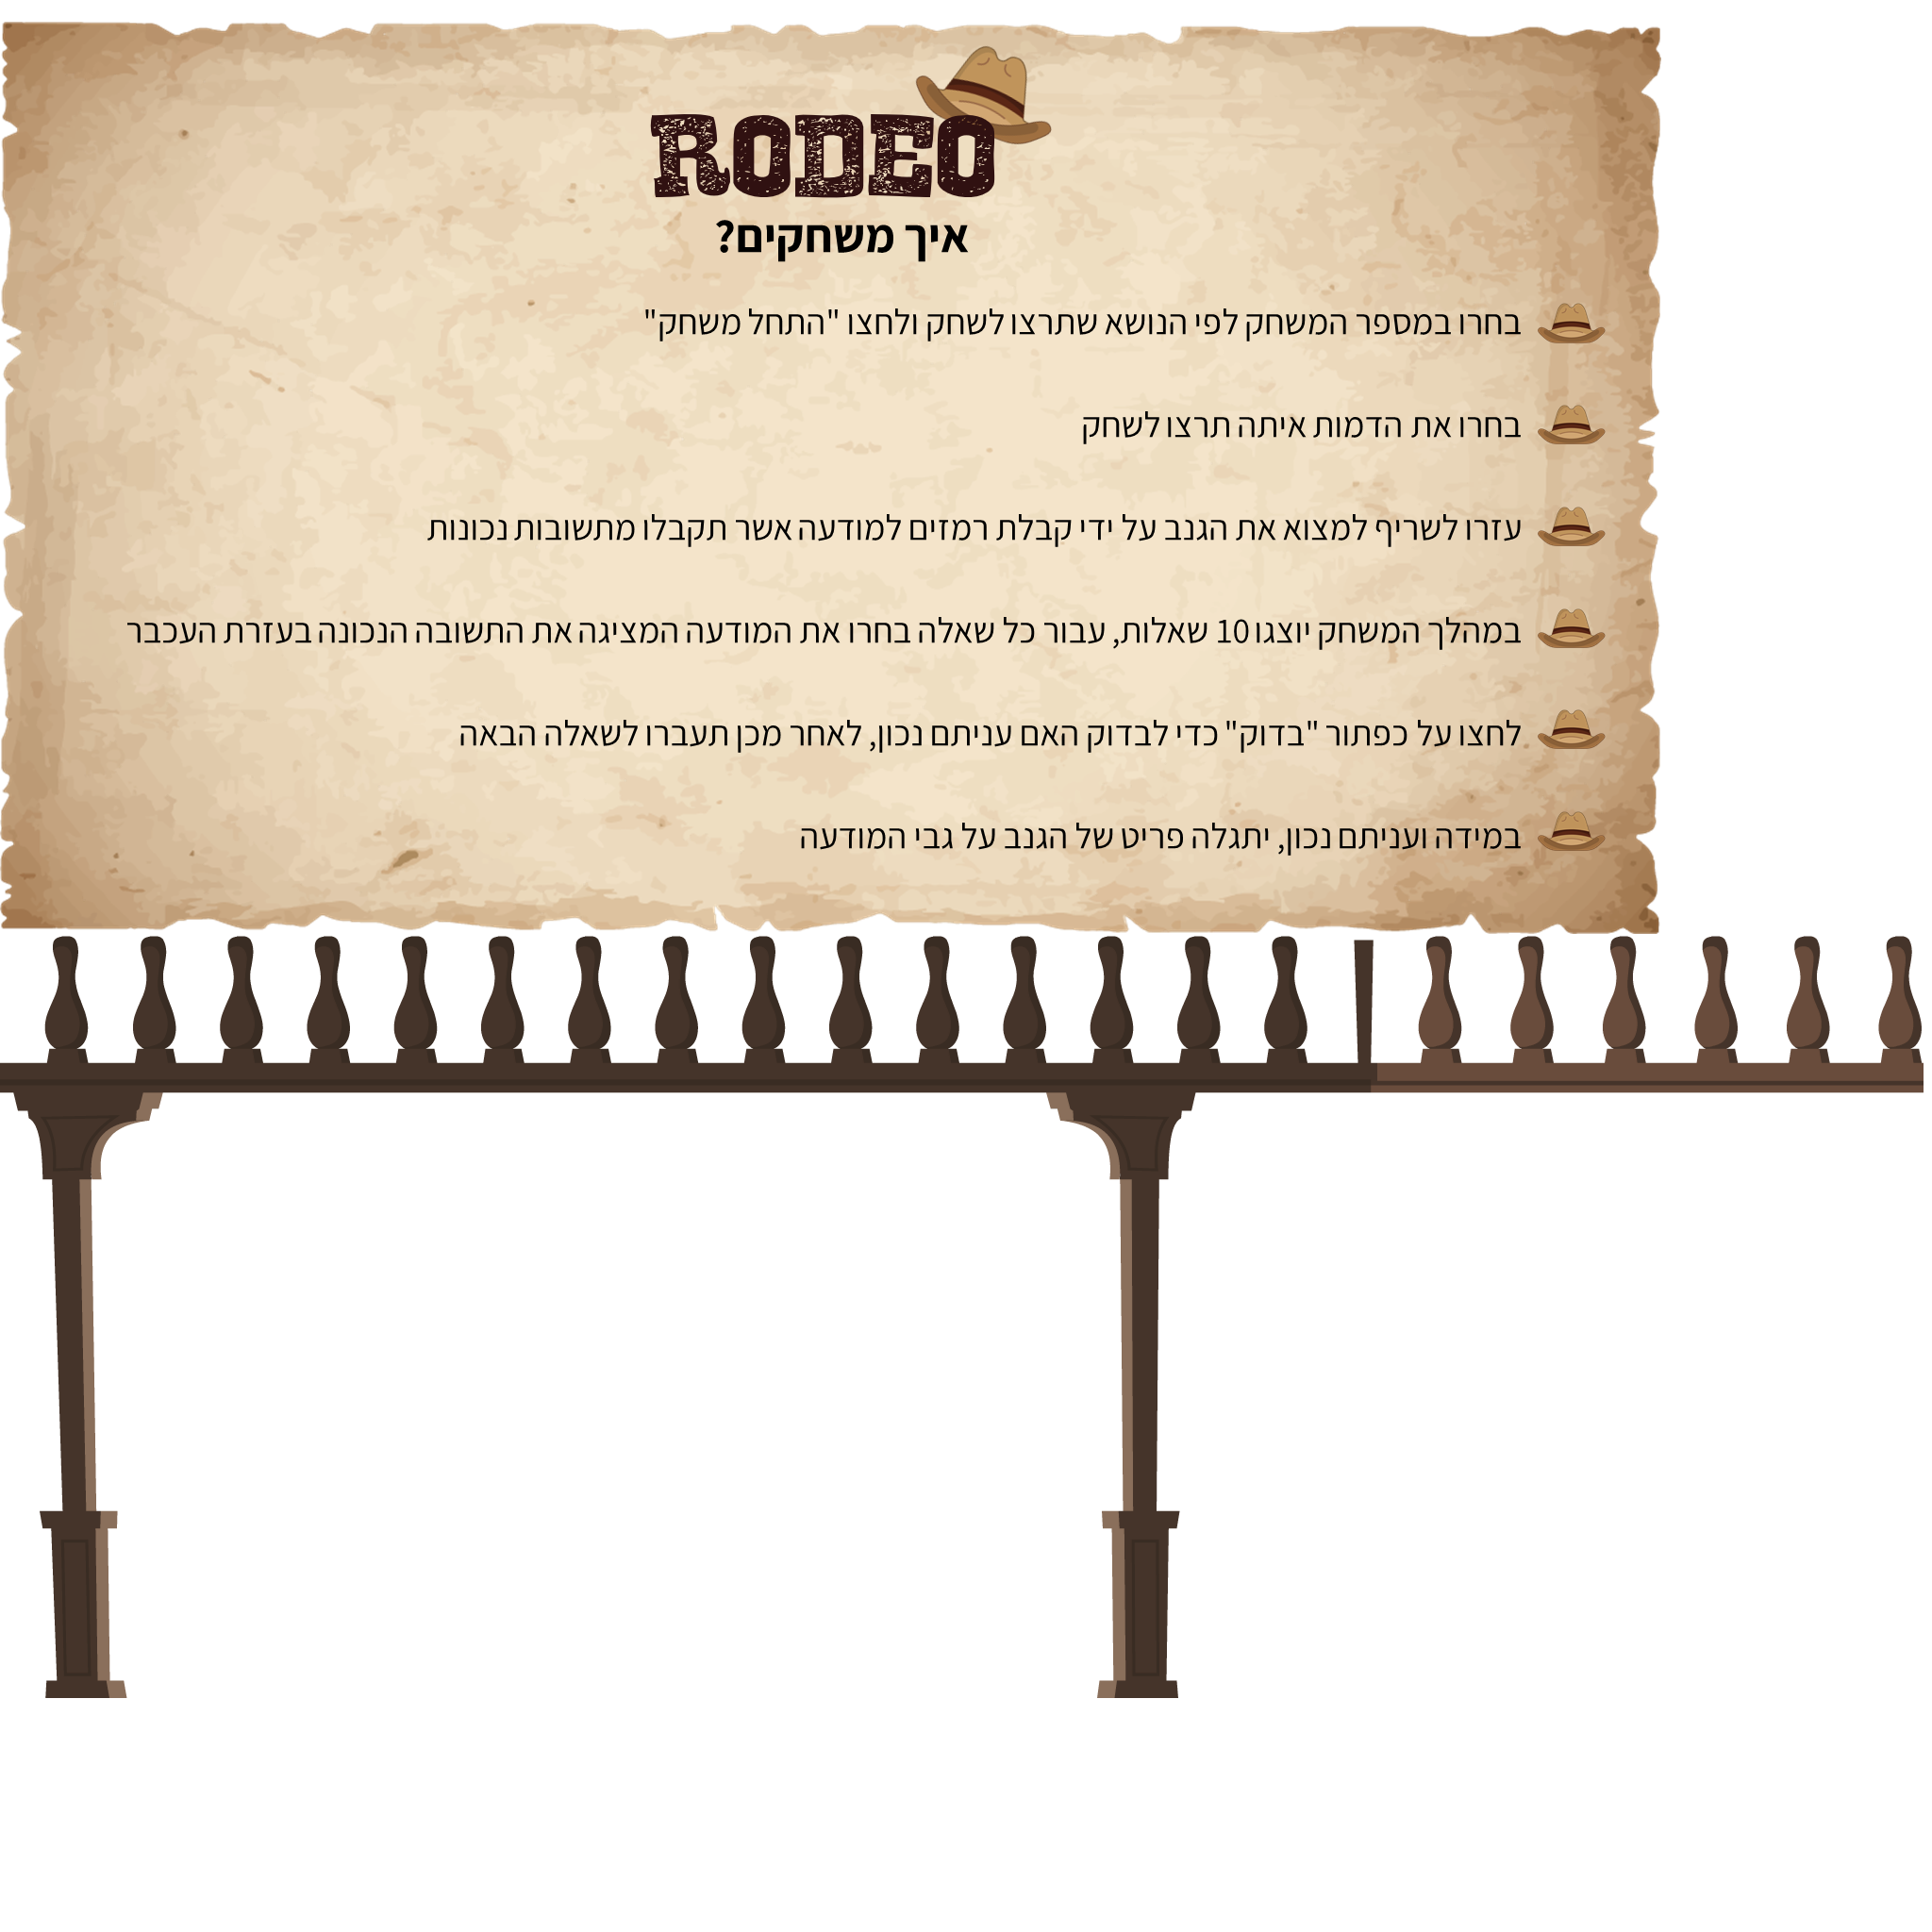 RODEO
איך משחקים?
בחרו במספר המשחק לפי הנושא שתרצו לשחק ולחצו "התחל משחק"
בחרו את הדמות איתה תרצו לשחק
עזרו לשריף למצוא את הגנב על ידי קבלת רמזים למודעה אשר תקבלו מתשובות נכונות
במהלך המשחק יוצגו 10 שאלות, עבור כל שאלה בחרו את המודעה המציגה את התשובה הנכונה בעזרת העכבר
לחצו על כפתור "בדוק" כדי לבדוק האם עניתם נכון, לאחר מכן תעברו לשאלה הבאה
במידה ועניתם נכון, יתגלה פריט של הגנב על גבי המודעה